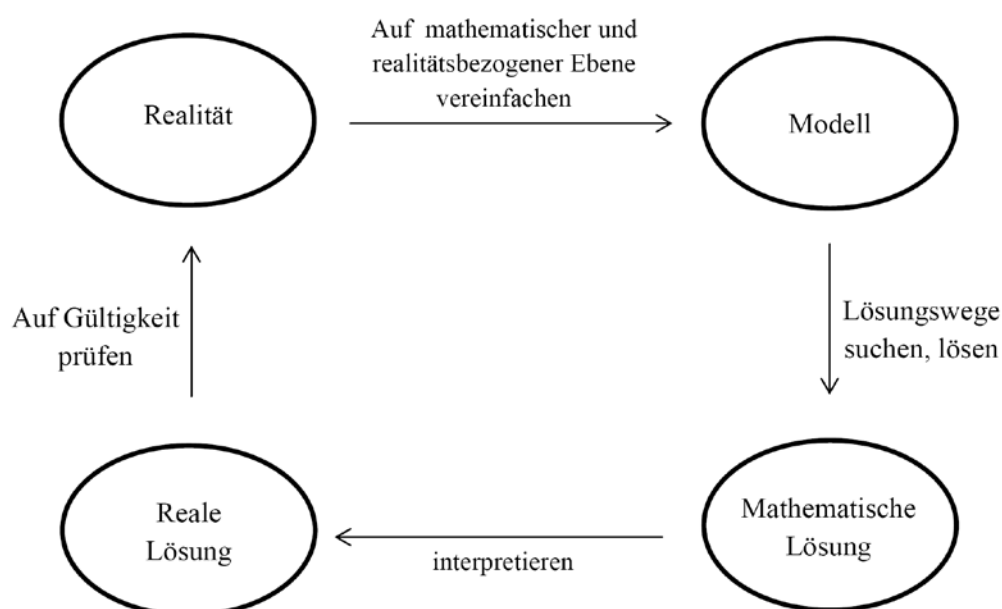 Auf mathematischer und
realitätsbezogener Ebene
vereinfachen
Realität
Modell
Auf Gültigkeit
prüfen
Lösungswege
suchen, lösen
Reale
Lösung
interpretieren
Mathematische
Lösung